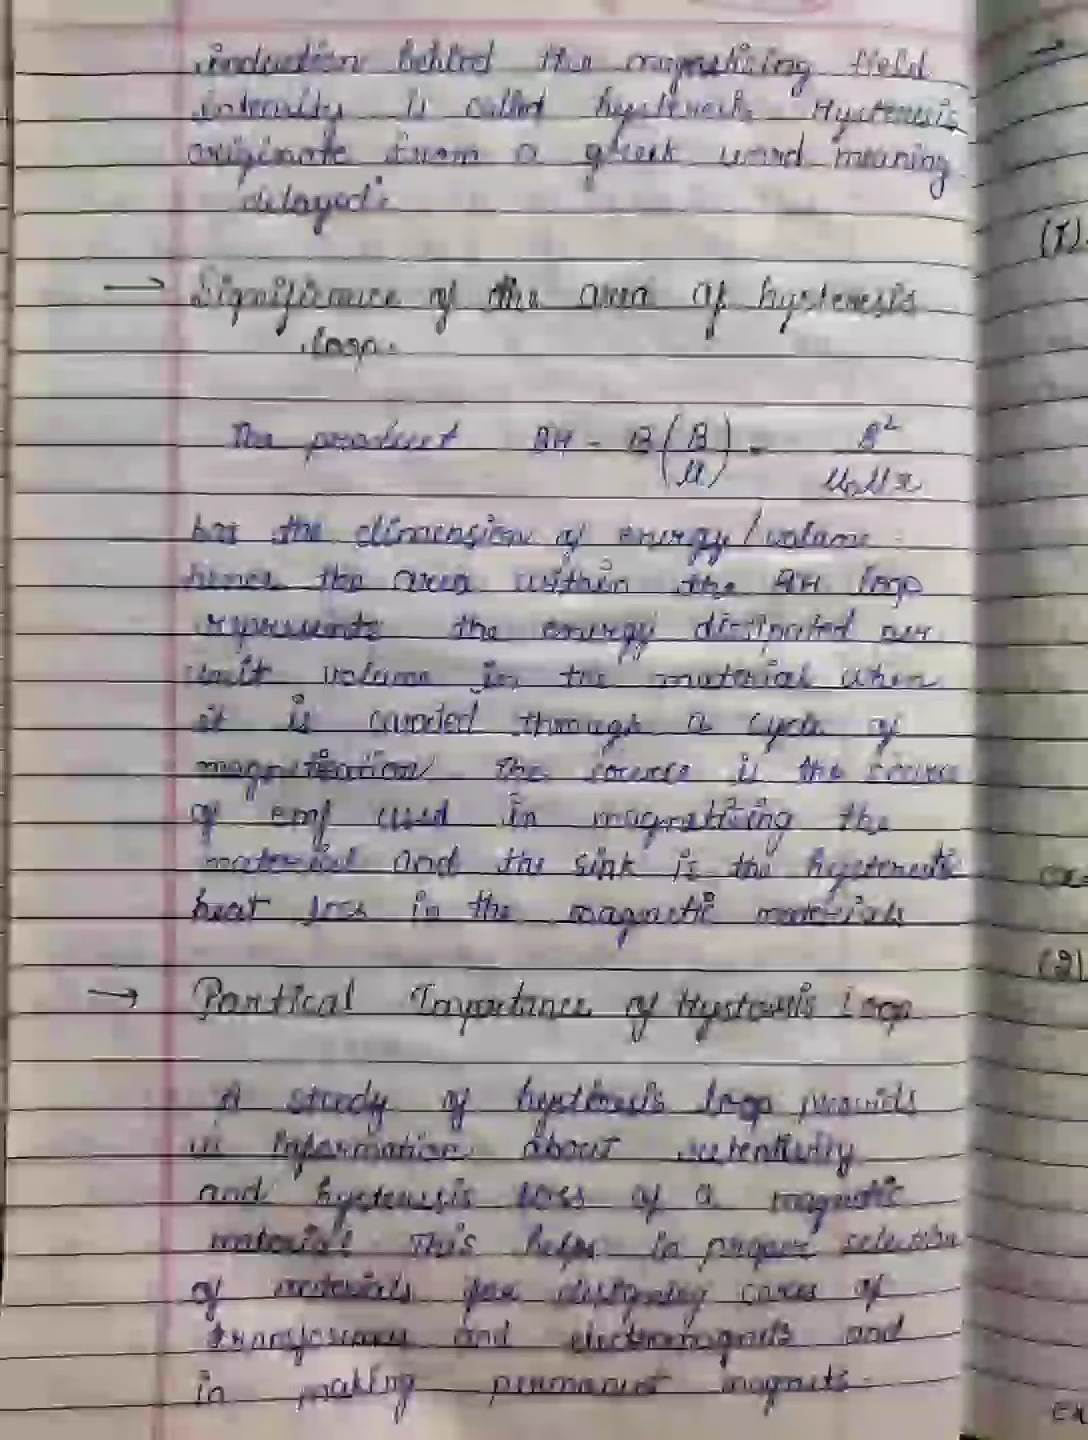 induction behind the magnetising field
intensity is called hysteresis. Hysteresis
originate from a greek word meaning
'delayed'.
→ Significance of the area of hysteresis
loop.
The product BH = B(B/μ) = B²/μ₀μr
has the dimension of energy/volume
hence the area within the BH loop
represents the energy dissipated per
unit volume in the material when
it is carried through a cycle of
magnetisation. The source is the source
of emf used in magnetising the
material and the sink is the hysteresis
heat loss in the magnetic materials
→ Partical Importance of Hysteresis Loop
A study of hysteresis loop provids
us information about retentivity
and hysteresis loss of a magnetic
material. This helps in proper selection
of materials for designing cores of
transformers and electromagnets and
in making permanent magnets.
(1).
(2)